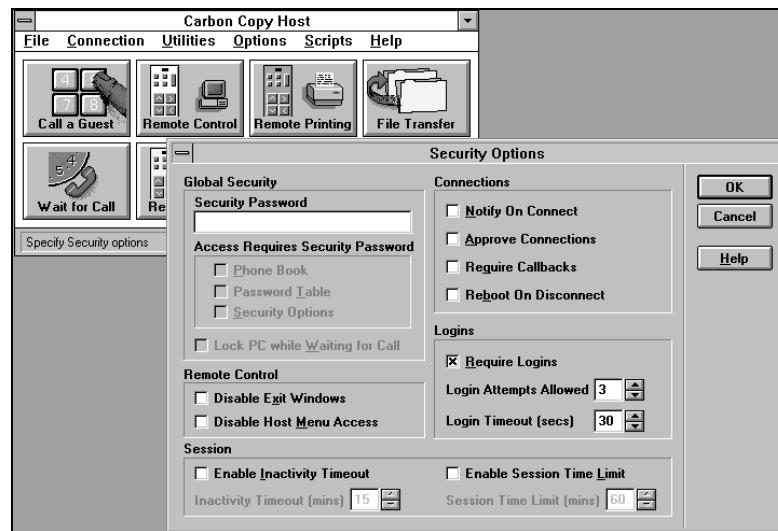 Carbon Copy Host
File Connection Utilities Options Scripts Help
4
7 8
Call a Guest Remote Control Remote Printing File Transfer
5 4
Wait for Call
Specify Security options
Security Options
Global Security
Security Password
Access Requires Security Password
Phone Book
Password Table
Security Options
Lock PC while Waiting for Call
Remote Control
Disable Exit Windows
Disable Host Menu Access
Connections
Notify On Connect
Approve Connections
Require Callbacks
Reboot On Disconnect
Logins
Require Logins
Login Attempts Allowed 3
Login Timeout (secs) 30
Session
Enable Inactivity Timeout
Inactivity Timeout (mins) 15
Enable Session Time Limit
Session Time Limit (mins) 60
OK
Cancel
Help